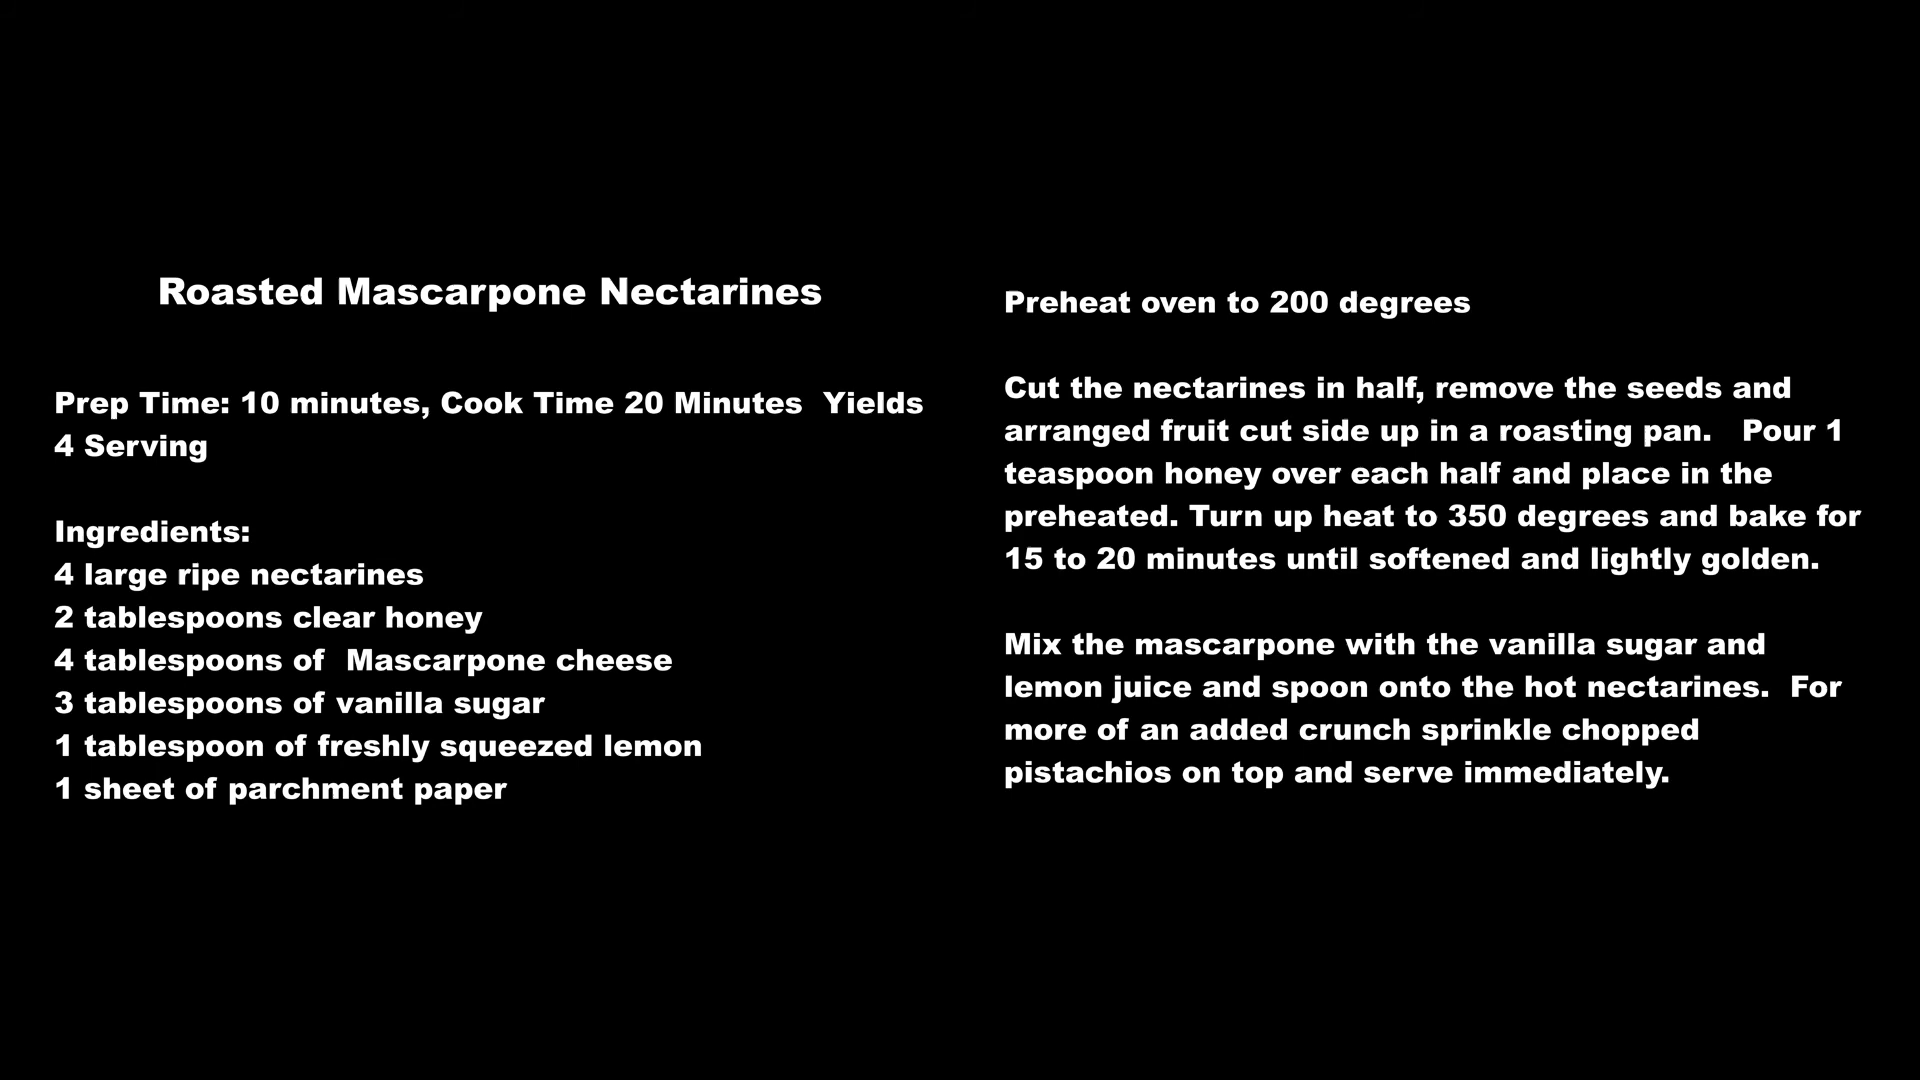 Roasted Mascarpone Nectarines
Prep Time: 10 minutes, Cook Time 20 Minutes  Yields
4 Serving
Ingredients:
4 large ripe nectarines
2 tablespoons clear honey
4 tablespoons of  Mascarpone cheese
3 tablespoons of vanilla sugar
1 tablespoon of freshly squeezed lemon
1 sheet of parchment paper
Preheat oven to 200 degrees
Cut the nectarines in half, remove the seeds and
arranged fruit cut side up in a roasting pan.   Pour 1
teaspoon honey over each half and place in the
preheated. Turn up heat to 350 degrees and bake for
15 to 20 minutes until softened and lightly golden.
Mix the mascarpone with the vanilla sugar and
lemon juice and spoon onto the hot nectarines.  For
more of an added crunch sprinkle chopped
pistachios on top and serve immediately.